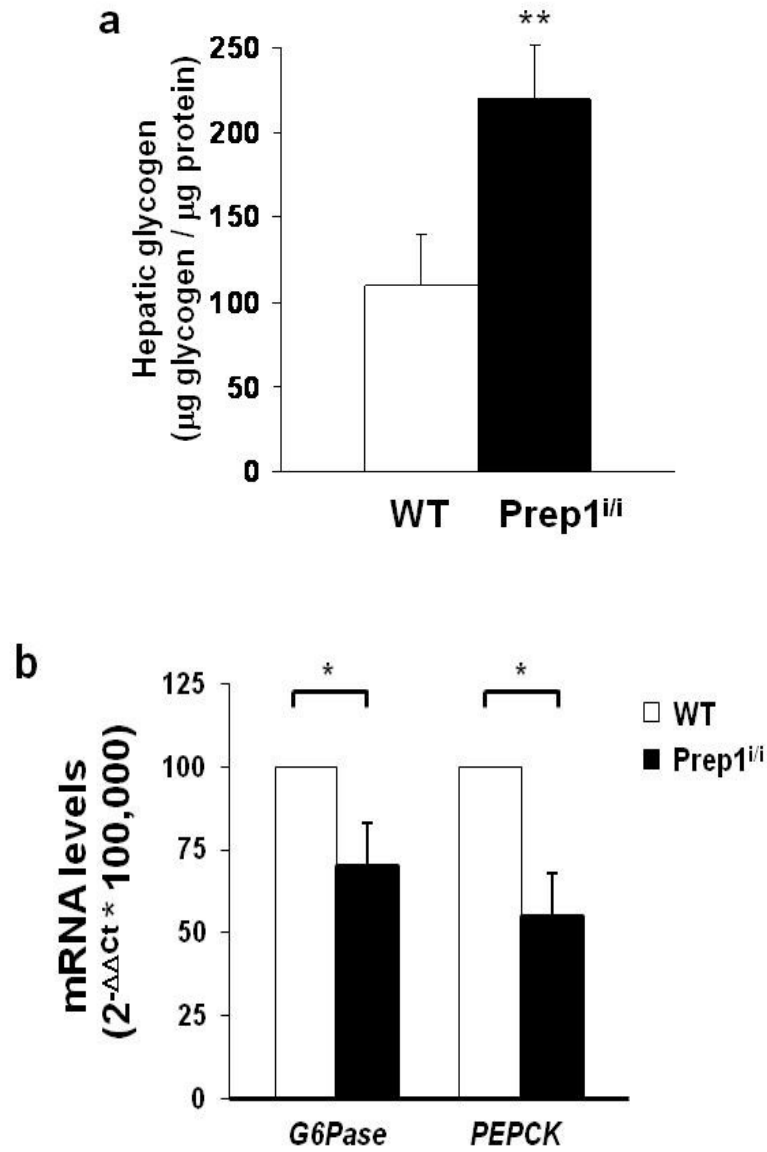 a
**
Hepatic glycogen
(µg glycogen / µg protein)
250
200
150
100
50
0
WT Prep1i/i
b
* *
mRNA levels
(2-ΔΔCt * 100,000)
125
100
75
50
25
0
WT
Prep1i/i
G6Pase PEPCK